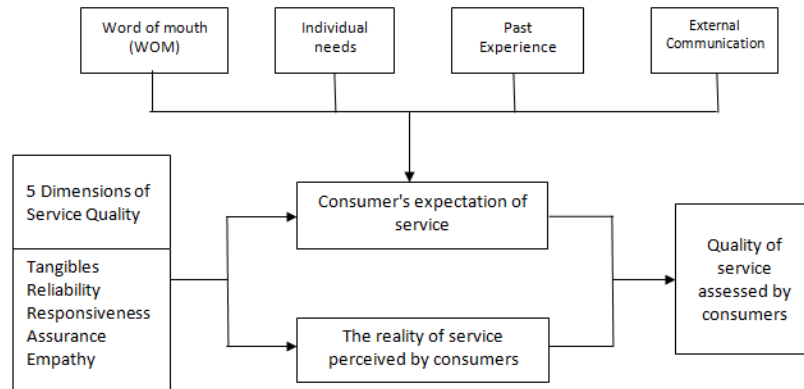 Word of mouth
(WOM)
Individual
needs
Past
Experience
External
Communication
5 Dimensions of
Service Quality
Tangibles
Reliability
Responsiveness
Assurance
Empathy
Consumer's expectation of
service
The reality of service
perceived by consumers
Quality of
service
assessed by
consumers